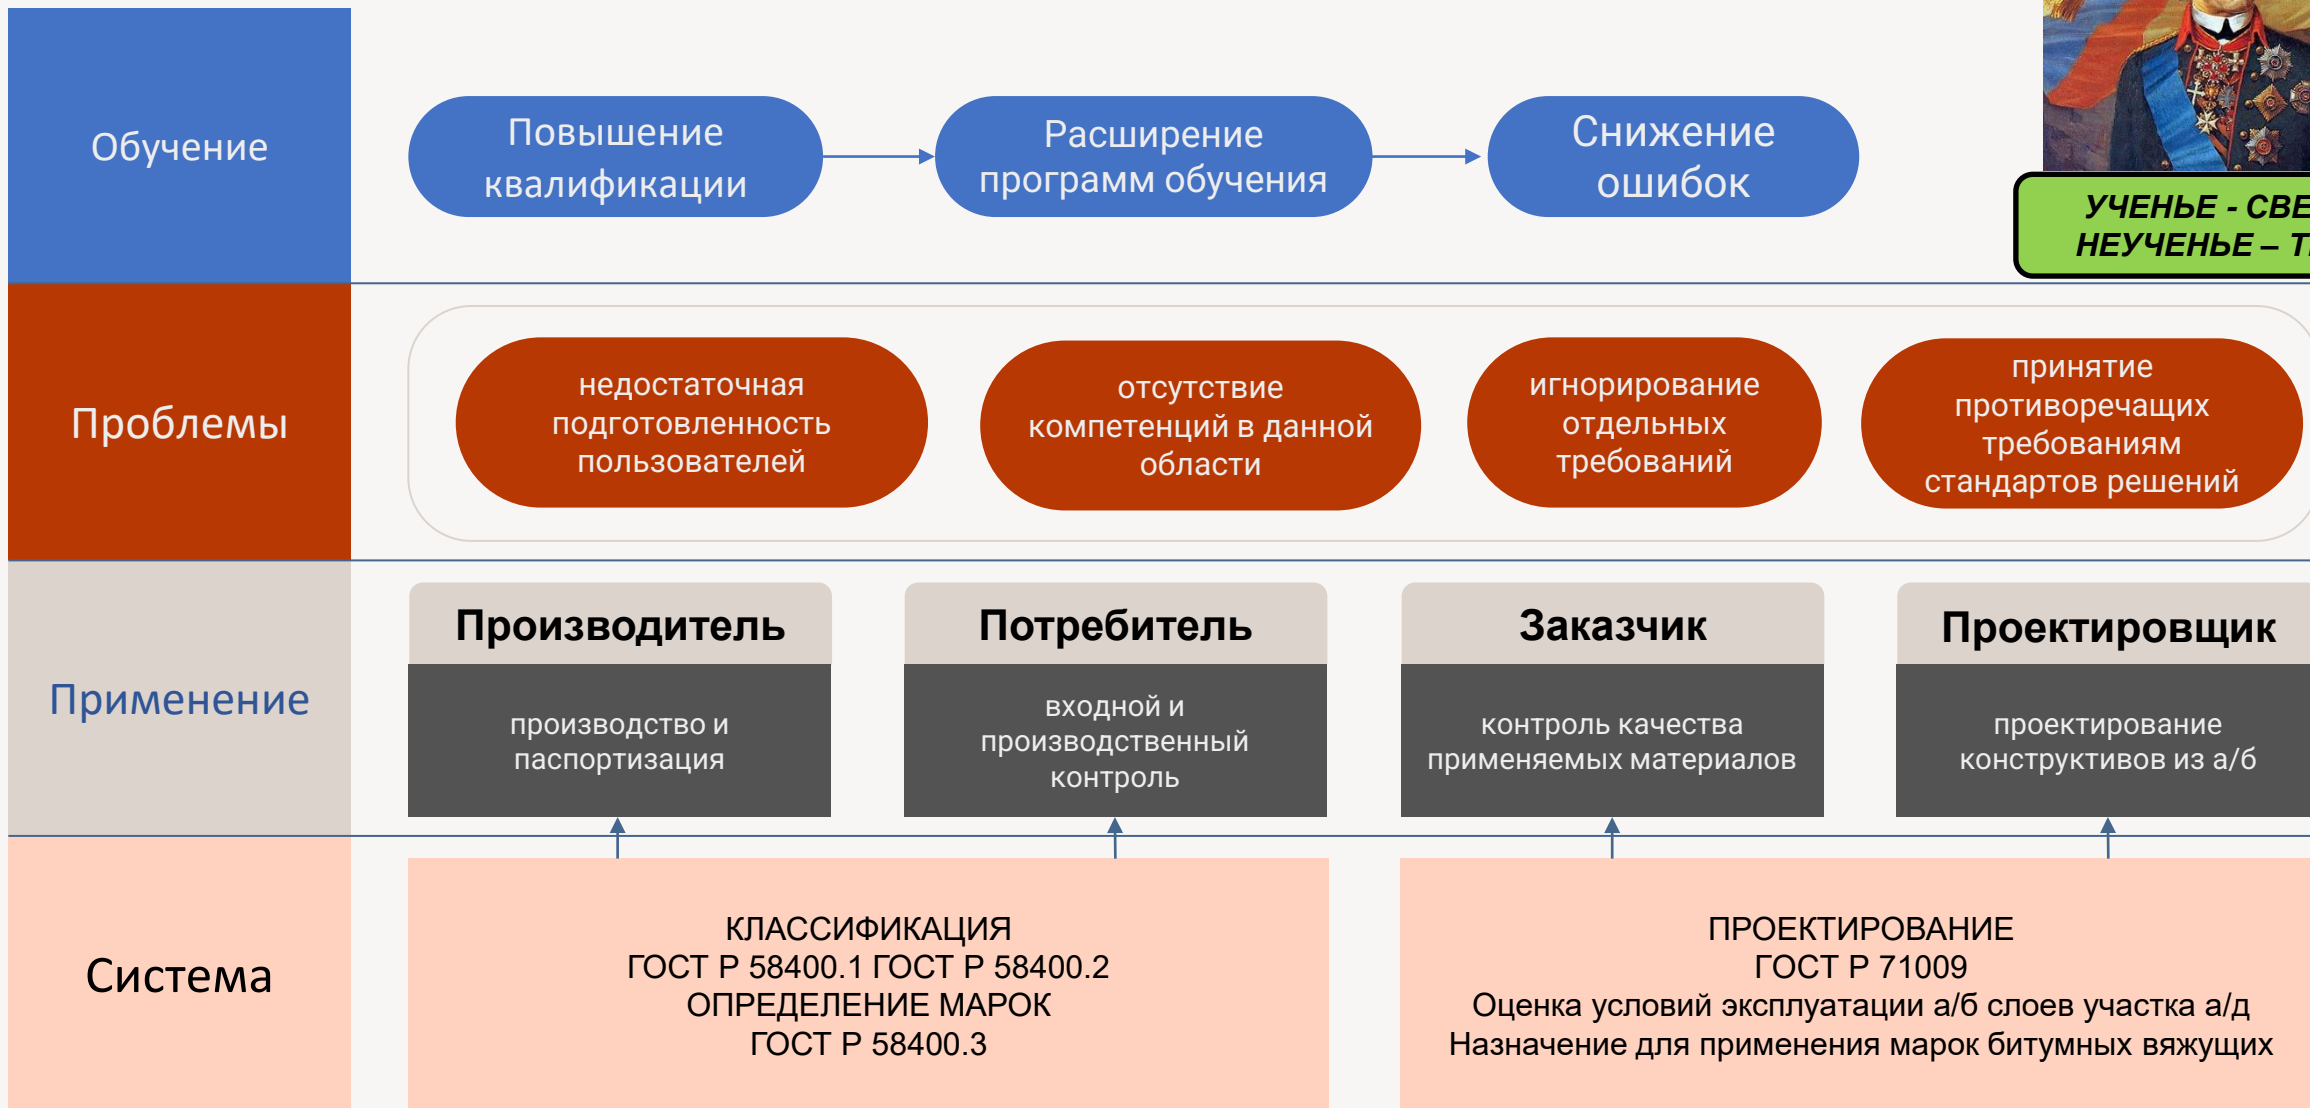 Обучение
Повышение
квалификации
Расширение
программ обучения
Снижение
ошибок
УЧЕНЬЕ -
НЕУЧЕНЬЕ –
Проблемы
недостаточная
подготовленность
пользователей
отсутствие
компетенций в данной
области
игнорирование
отдельных
требований
принятие
противоречащих
требованиям
стандартов решений
Применение
Производитель
производство и
паспортизация
Потребитель
входной и
производственный
контроль
Заказчик
контроль качества
применяемых материалов
Проектировщик
проектирование
конструктивов из а/б
Система
КЛАССИФИКАЦИЯ
ГОСТ Р 58400.1 ГОСТ Р 58400.2
ОПРЕДЕЛЕНИЕ МАРОК
ГОСТ Р 58400.3
ПРОЕКТИРОВАНИЕ
ГОСТ Р 71009
Оценка условий эксплуатации а/б слоев участка а/д
Назначение для применения марок битумных вяжущих